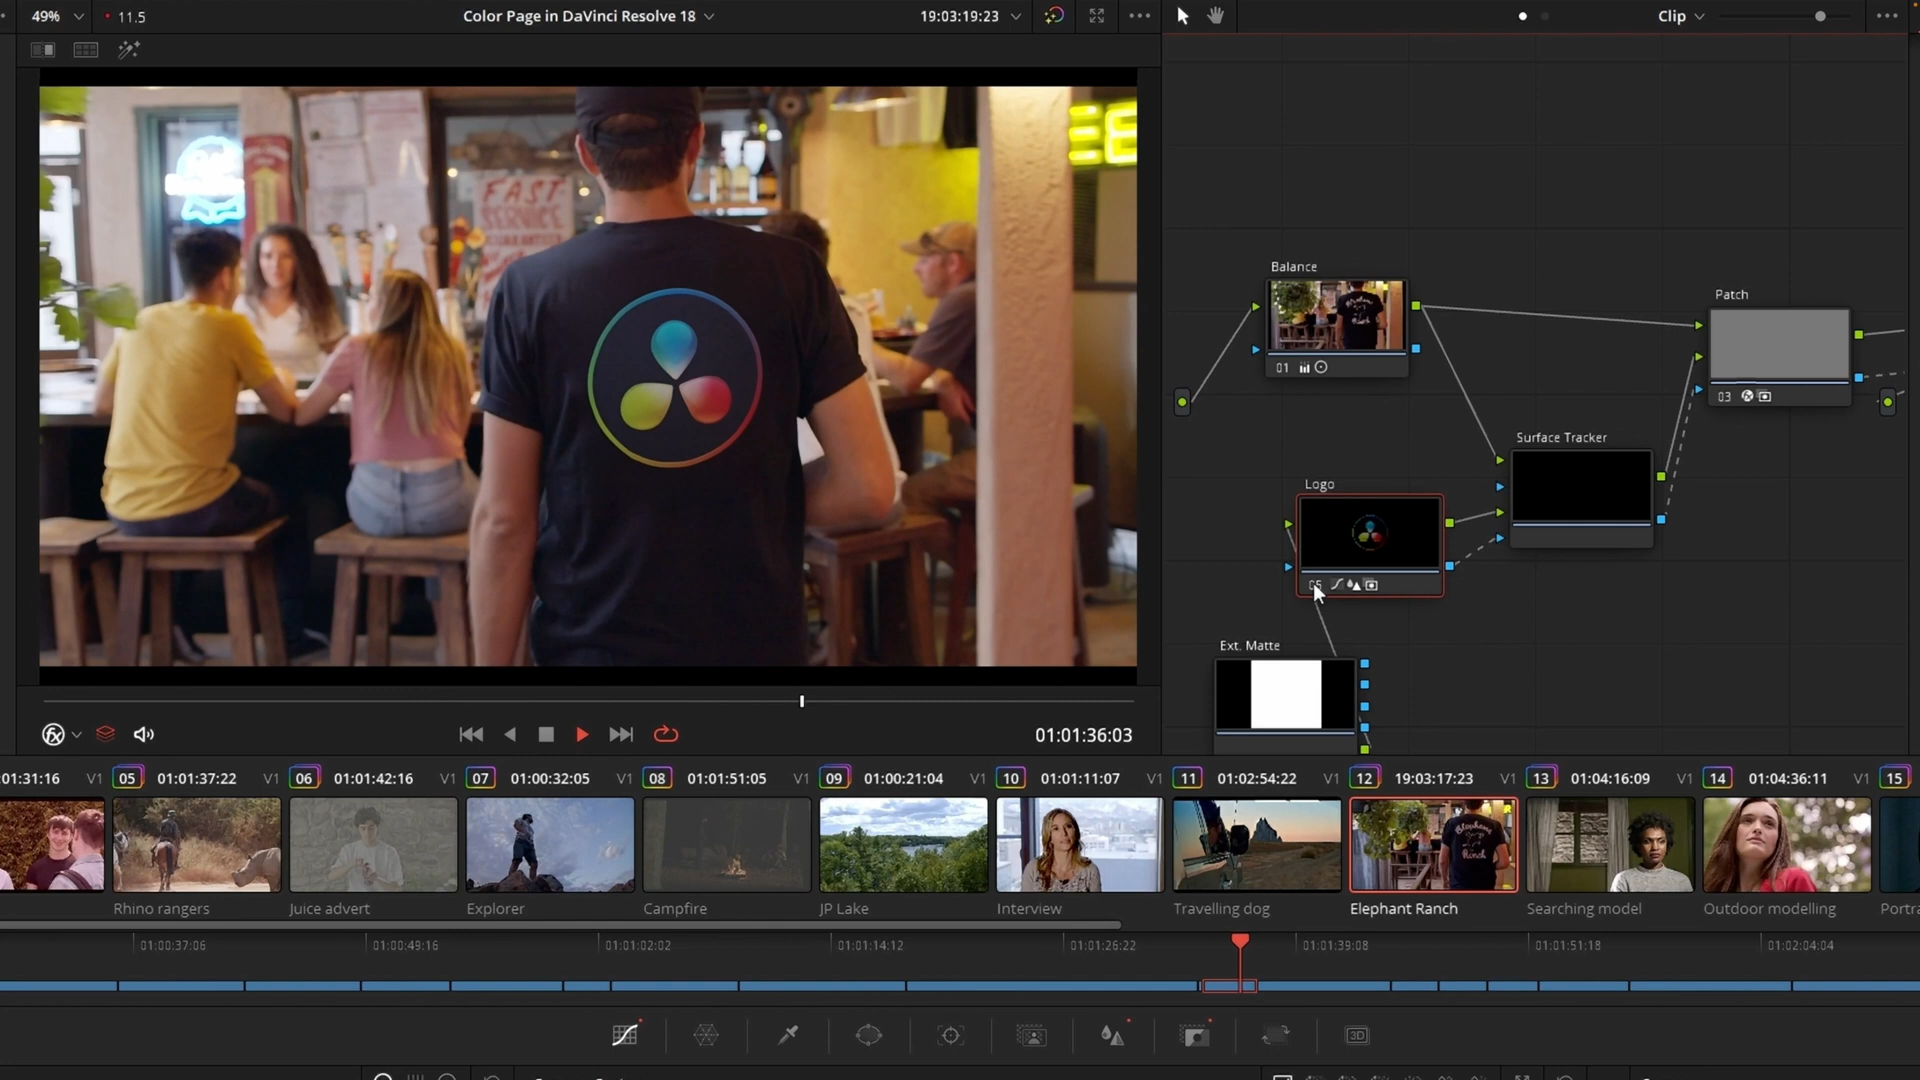 49%
11.5
Color Page in DaVinci Resolve 18
19:03:19:23
Clip
FAST
SERVICE
Balance
01
Patch
03
Surface Tracker
Logo
05
Ext. Matte
01:01:36:03
01:31:16 V1
05 01:01:37:22 V1
06 01:01:42:16 V1
07 01:00:32:05 V1
08 01:01:51:05 V1
09 01:00:21:04 V1
10 01:01:11:07 V1
11 01:02:54:22 V1
12 19:03:17:23 V1
13 01:04:16:09 V1
14 01:04:36:11 V1
15
Elephant
Ranch
Rhino rangers
Juice advert
Explorer
Campfire
JP Lake
Interview
Travelling dog
Elephant Ranch
Searching model
Outdoor modelling
01:00:37:06
01:00:49:16
01:01:02:02
01:01:14:12
01:01:26:22
01:01:39:08
01:01:51:18
01:02:04:04
3D